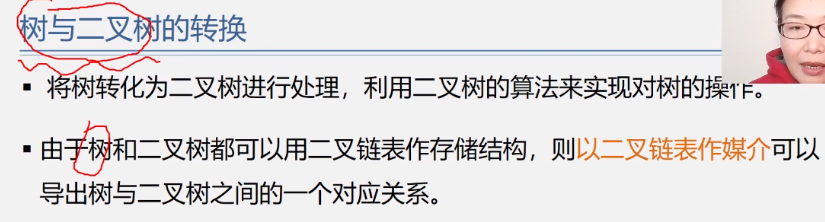 树与二叉树的转换
▪ 将树转化为二叉树进行处理，利用二叉树的算法来实现对树的操作。
▪ 由于树和二叉树都可以用二叉链表作存储结构，则以二叉链表作媒介可以
导出树与二叉树之间的一个对应关系。